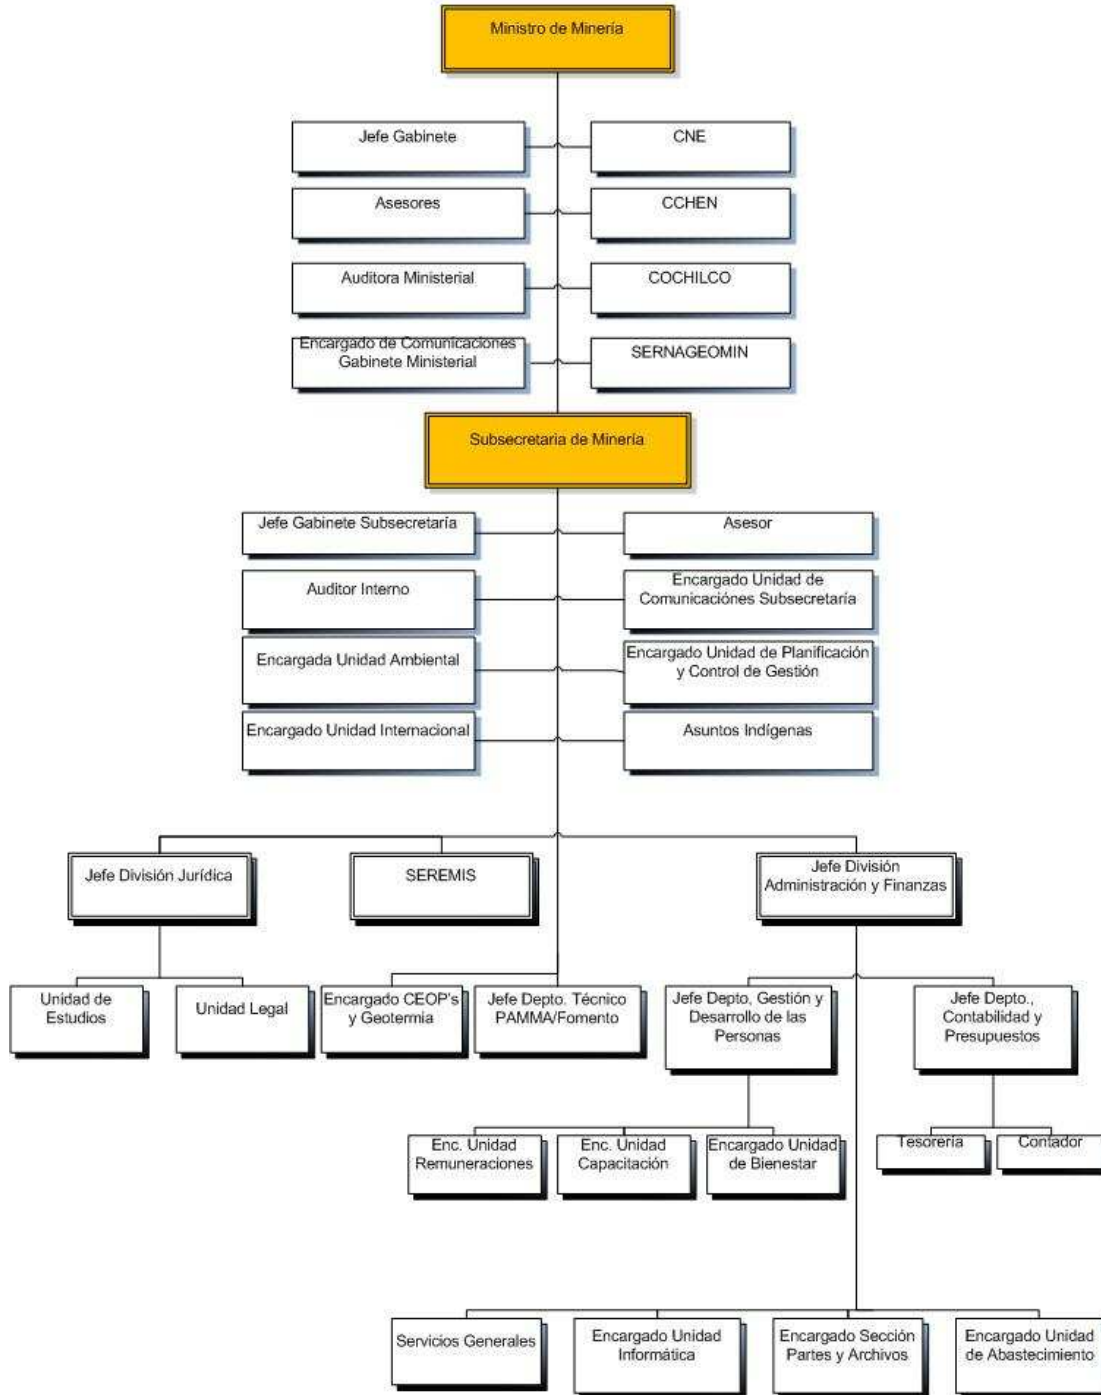 Ministro de Minería
Jefe Gabinete
CNE
Asesores
CCHEN
Auditora Ministerial
COCHILCO
Encargado de Comunicaciones
Gabinete Ministerial
SERNAGEOMIN
Subsecretaria de Minería
Jefe Gabinete Subsecretaría
Asesor
Auditor Interno
Encargado Unidad de
Comunicaciónes Subsecretaría
Encargada Unidad Ambiental
Encargado Unidad de Planificación
y Control de Gestión
Encargado Unidad Internacional
Asuntos Indígenas
Jefe División Jurídica
SEREMIS
Jefe División
Administración y Finanzas
Unidad de
Estudios
Unidad Legal
Encargado CEOP's
y Geotermia
Jefe Depto. Técnico
PAMMA/Fomento
Jefe Depto, Gestión y
Desarrollo de las
Personas
Jefe Depto.,
Contabilidad y
Presupuestos
Enc. Unidad
Remuneraciones
Enc. Unidad
Capacitación
Encargado Unidad
de Bienestar
Tesorería
Contador
Servicios Generales
Encargado Unidad
Informática
Encargado Sección
Partes y Archivos
Encargado Unidad
de Abastecimiento